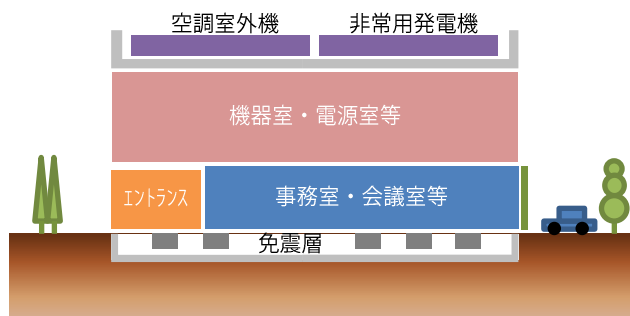 空調室外機
非常用発電機
機器室・電源室等
エントランス
事務室・会議室等
免震層